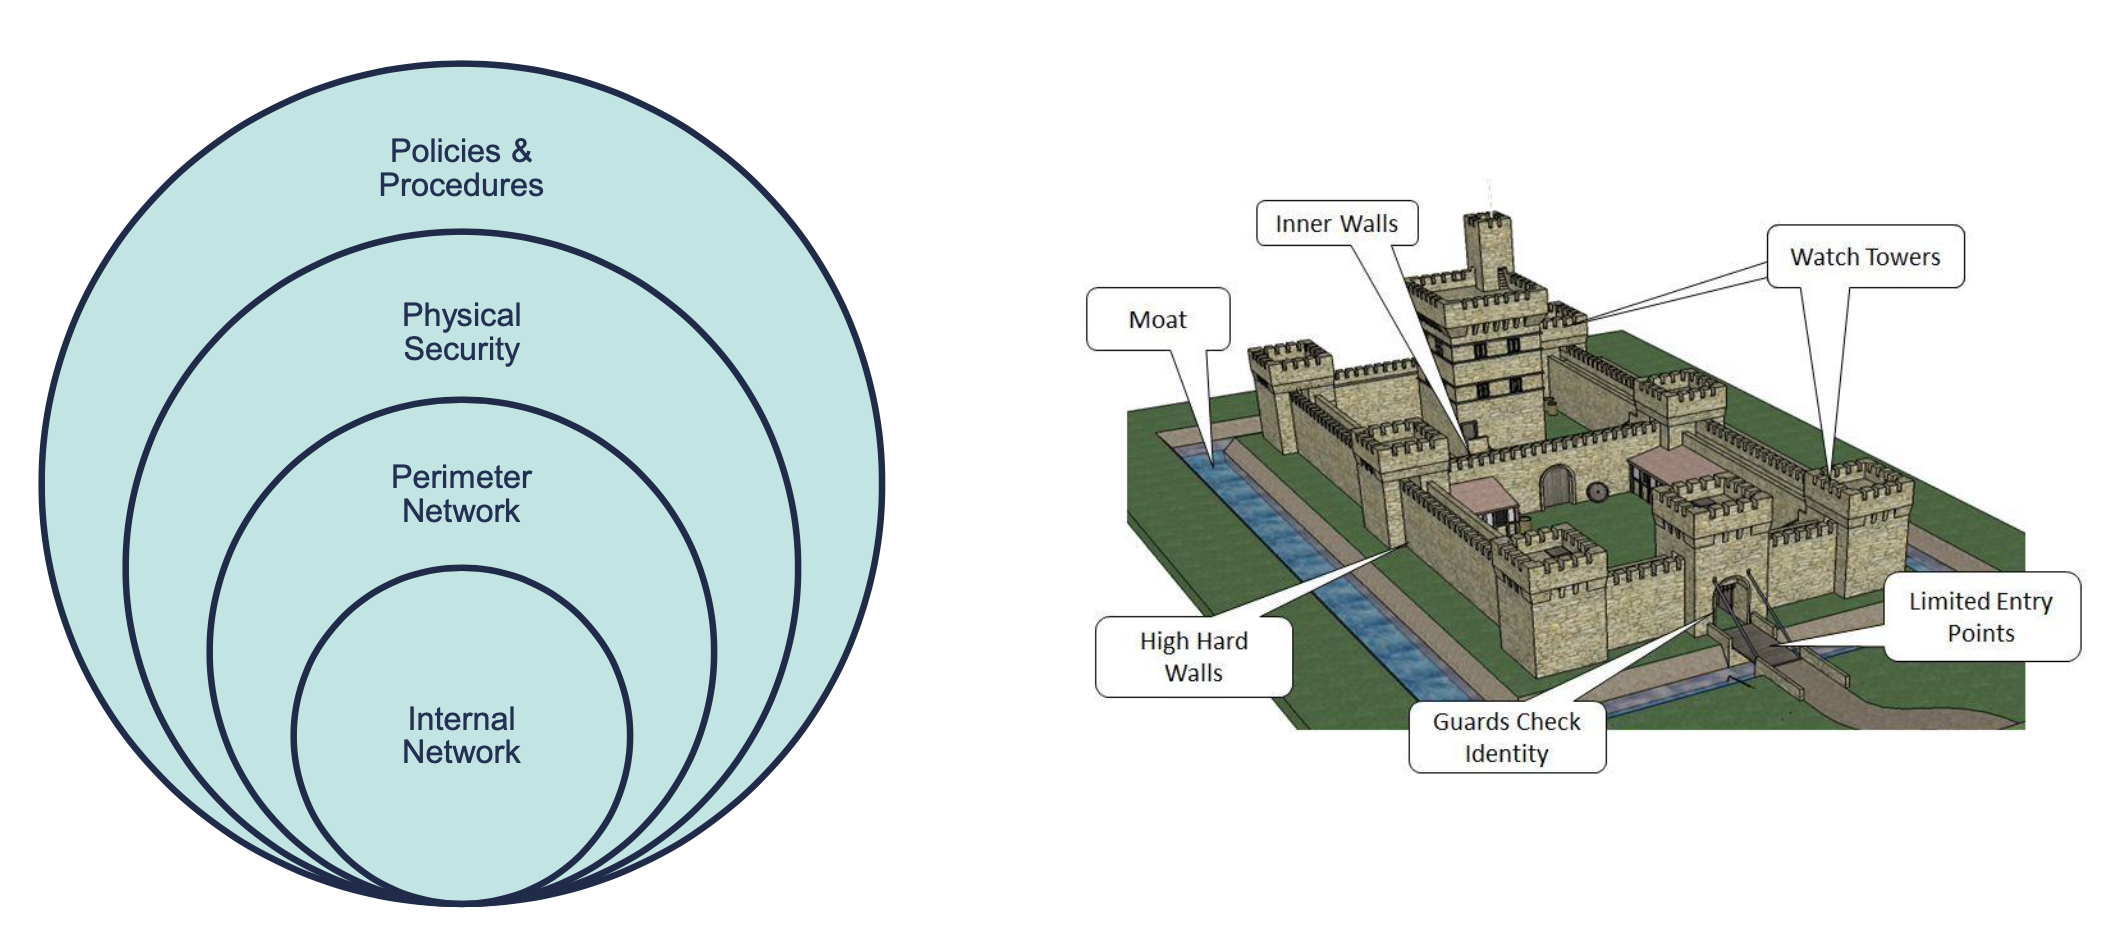 Policies &
Procedures
Physical
Security
Perimeter
Network
Internal
Network
Inner Walls
Watch Towers
Moat
High Hard
Walls
Limited Entry
Points
Guards Check
Identity